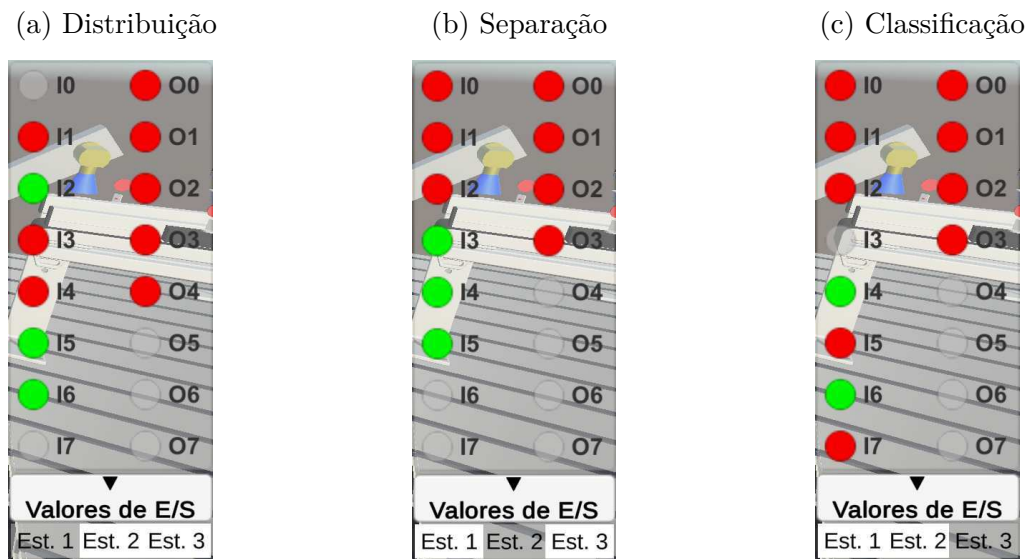 (a) Distribuição
I0 O0
I1 O1
I2 O2
I3 O3
I4 O4
I5 O5
I6 O6
I7 O7
Valores de E/S
Est. 1 Est. 2 Est. 3
(b) Separação
I0 O0
I1 O1
I2 O2
I3 O3
I4 O4
I5 O5
I6 O6
I7 O7
Valores de E/S
Est. 1 Est. 2 Est. 3
(c) Classificação
I0 O0
I1 O1
I2 O2
I3 O3
I4 O4
I5 O5
I6 O6
I7 O7
Valores de E/S
Est. 1 Est. 2 Est. 3